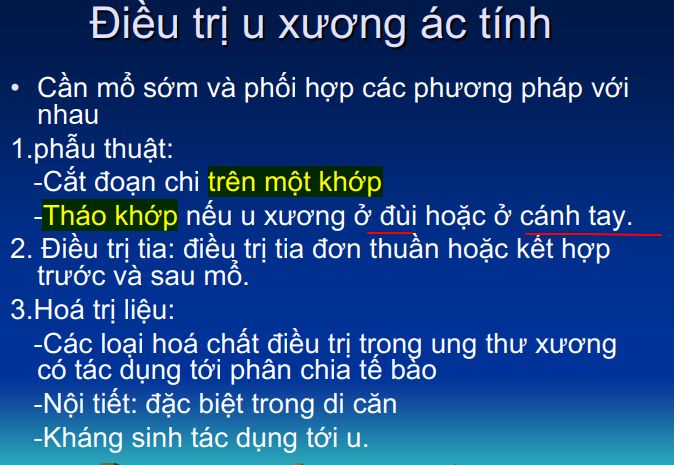 Điều trị u xương ác tính
• Cần mổ sớm và phối hợp các phương pháp với
nhau
1.phẫu thuật:
-Cắt đoạn chi trên một khớp
-Tháo khớp nếu u xương ở đùi hoặc ở cánh tay.
2. Điều trị tia: điều trị tia đơn thuần hoặc kết hợp
trước và sau mổ.
3.Hoá trị liệu:
-Các loại hoá chất điều trị trong ung thư xương
có tác dụng tới phân chia tế bào
-Nội tiết: đặc biệt trong di căn
-Kháng sinh tác dụng tới u.